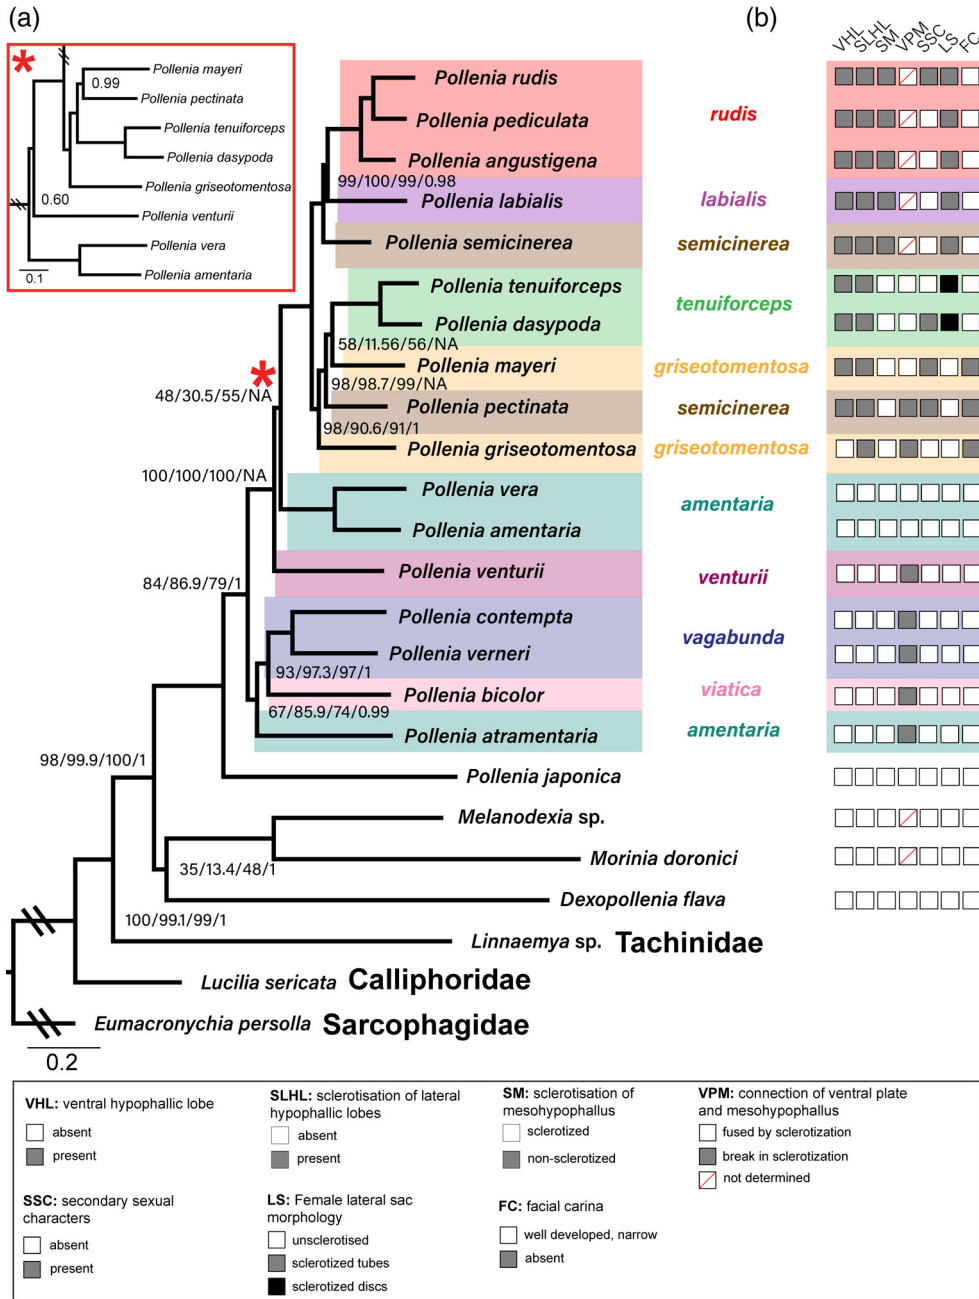 (a)
(b)
*
Pollenia mayeri
0.99
Pollenia pectinata
Pollenia tenuiforceps
Pollenia dasypoda
Pollenia griseotomentosa
0.60
Pollenia venturii
Pollenia vera
Pollenia amentaria
0.1
VHL
SLHL
SM
VPM
SSC
LS
FC
Pollenia rudis
rudis
Pollenia pediculata
Pollenia angustigena
99/100/99/0.98
Pollenia labialis
labialis
Pollenia semicinerea
semicinerea
Pollenia tenuiforceps
tenuiforceps
Pollenia dasypoda
58/11.56/56/NA
Pollenia mayeri
griseotomentosa
*
98/98.7/99/NA
48/30.5/55/NA
Pollenia pectinata
semicinerea
98/90.6/91/1
Pollenia griseotomentosa
griseotomentosa
100/100/100/NA
Pollenia vera
amentaria
Pollenia amentaria
Pollenia venturii
venturii
84/86.9/79/1
Pollenia contempta
vagabunda
Pollenia verneri
93/97.3/97/1
Pollenia bicolor
viatica
67/85.9/74/0.99
Pollenia atramentaria
amentaria
98/99.9/100/1
Pollenia japonica
Melanodexia sp.
35/13.4/48/1
Morinia doronici
Dexopollenia flava
100/99.1/99/1
Linnaemya sp. Tachinidae
Lucilia sericata Calliphoridae
Eumacronychia persolla Sarcophagidae
0.2
VHL: ventral hypophallic lobe
absent
present
SLHL: sclerotisation of lateral
hypophallic lobes
absent
present
SM: sclerotisation of
mesohypophallus
sclerotized
non-sclerotized
VPM: connection of ventral plate
and mesohypophallus
fused by sclerotization
break in sclerotization
not determined
SSC: secondary sexual
characters
absent
present
LS: Female lateral sac
morphology
unsclerotised
sclerotized tubes
sclerotized discs
FC: facial carina
well developed, narrow
absent